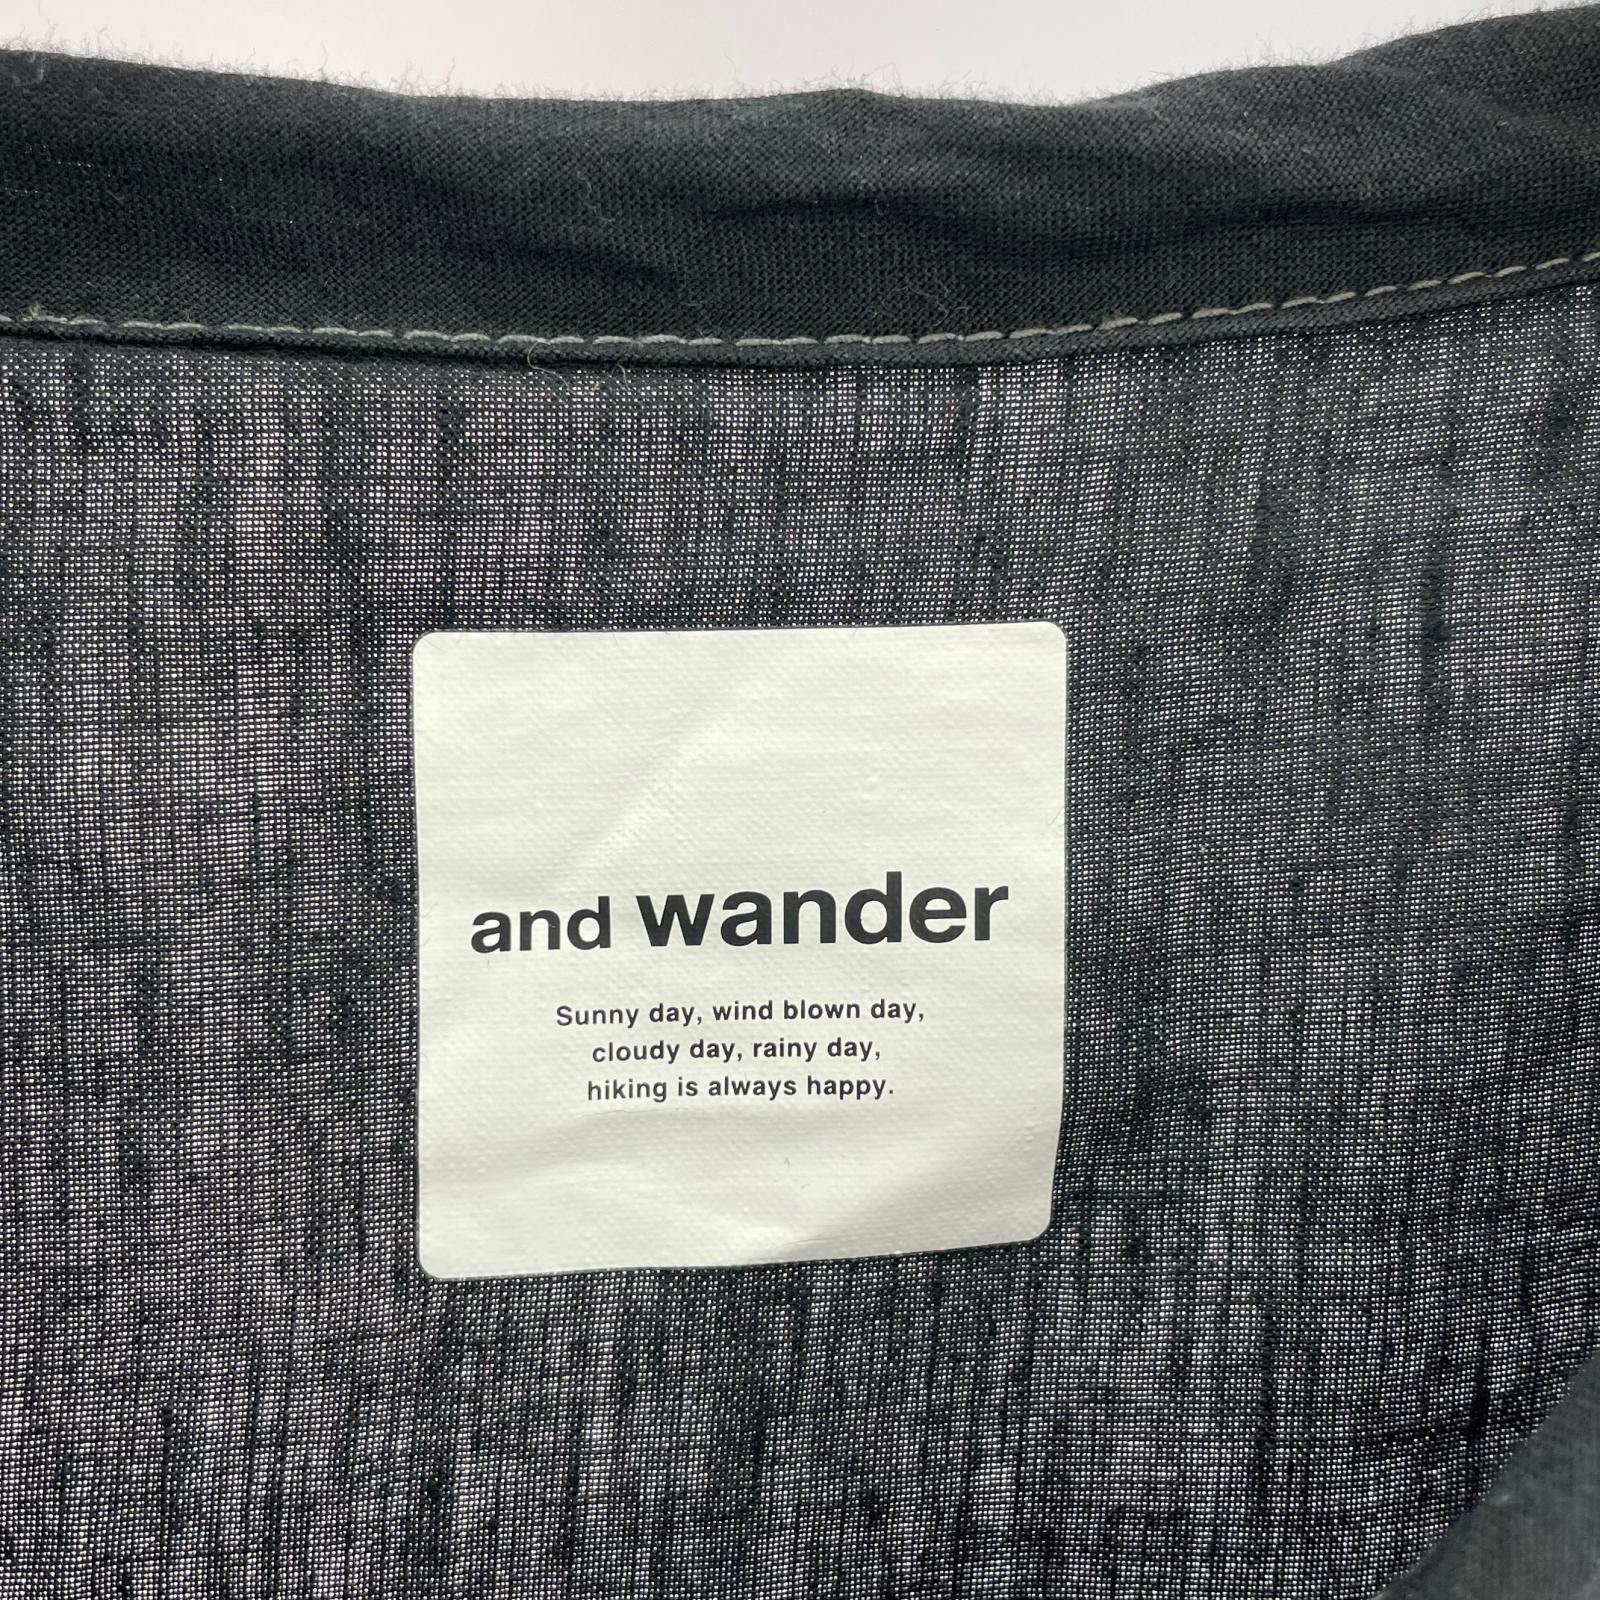 and wander
Sunny day, wind blown day,
cloudy day, rainy day,
hiking is always happy.